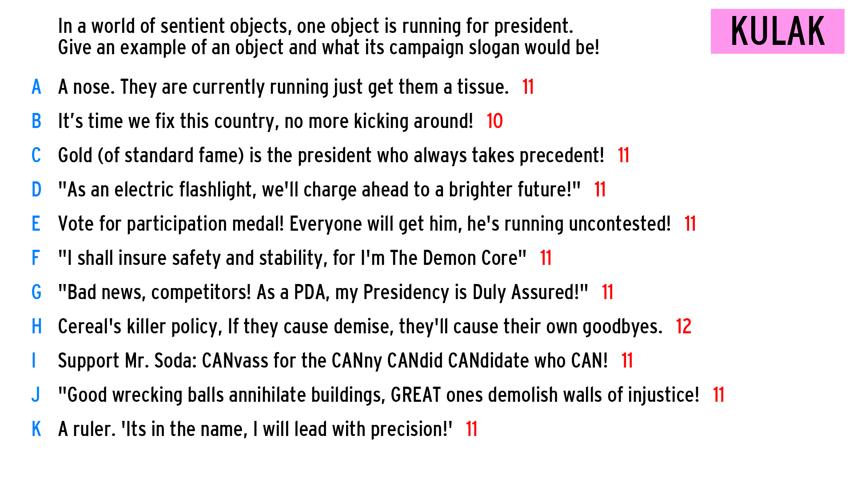 In a world of sentient objects, one object is running for president.
Give an example of an object and what its campaign slogan would be!
KULAK
A A nose. They are currently running just get them a tissue. 11
B It's time we fix this country, no more kicking around! 10
C Gold (of standard fame) is the president who always takes precedent! 11
D "As an electric flashlight, we'll charge ahead to a brighter future!" 11
E Vote for participation medal! Everyone will get him, he's running uncontested! 11
F "I shall insure safety and stability, for I'm The Demon Core" 11
G "Bad news, competitors! As a PDA, my Presidency is Duly Assured!" 11
H Cereal's killer policy, If they cause demise, they'll cause their own goodbyes. 12
I Support Mr. Soda: CANvass for the CANny CANdid CANdidate who CAN! 11
J "Good wrecking balls annihilate buildings, GREAT ones demolish walls of injustice! 11
K A ruler. 'Its in the name, I will lead with precision!' 11